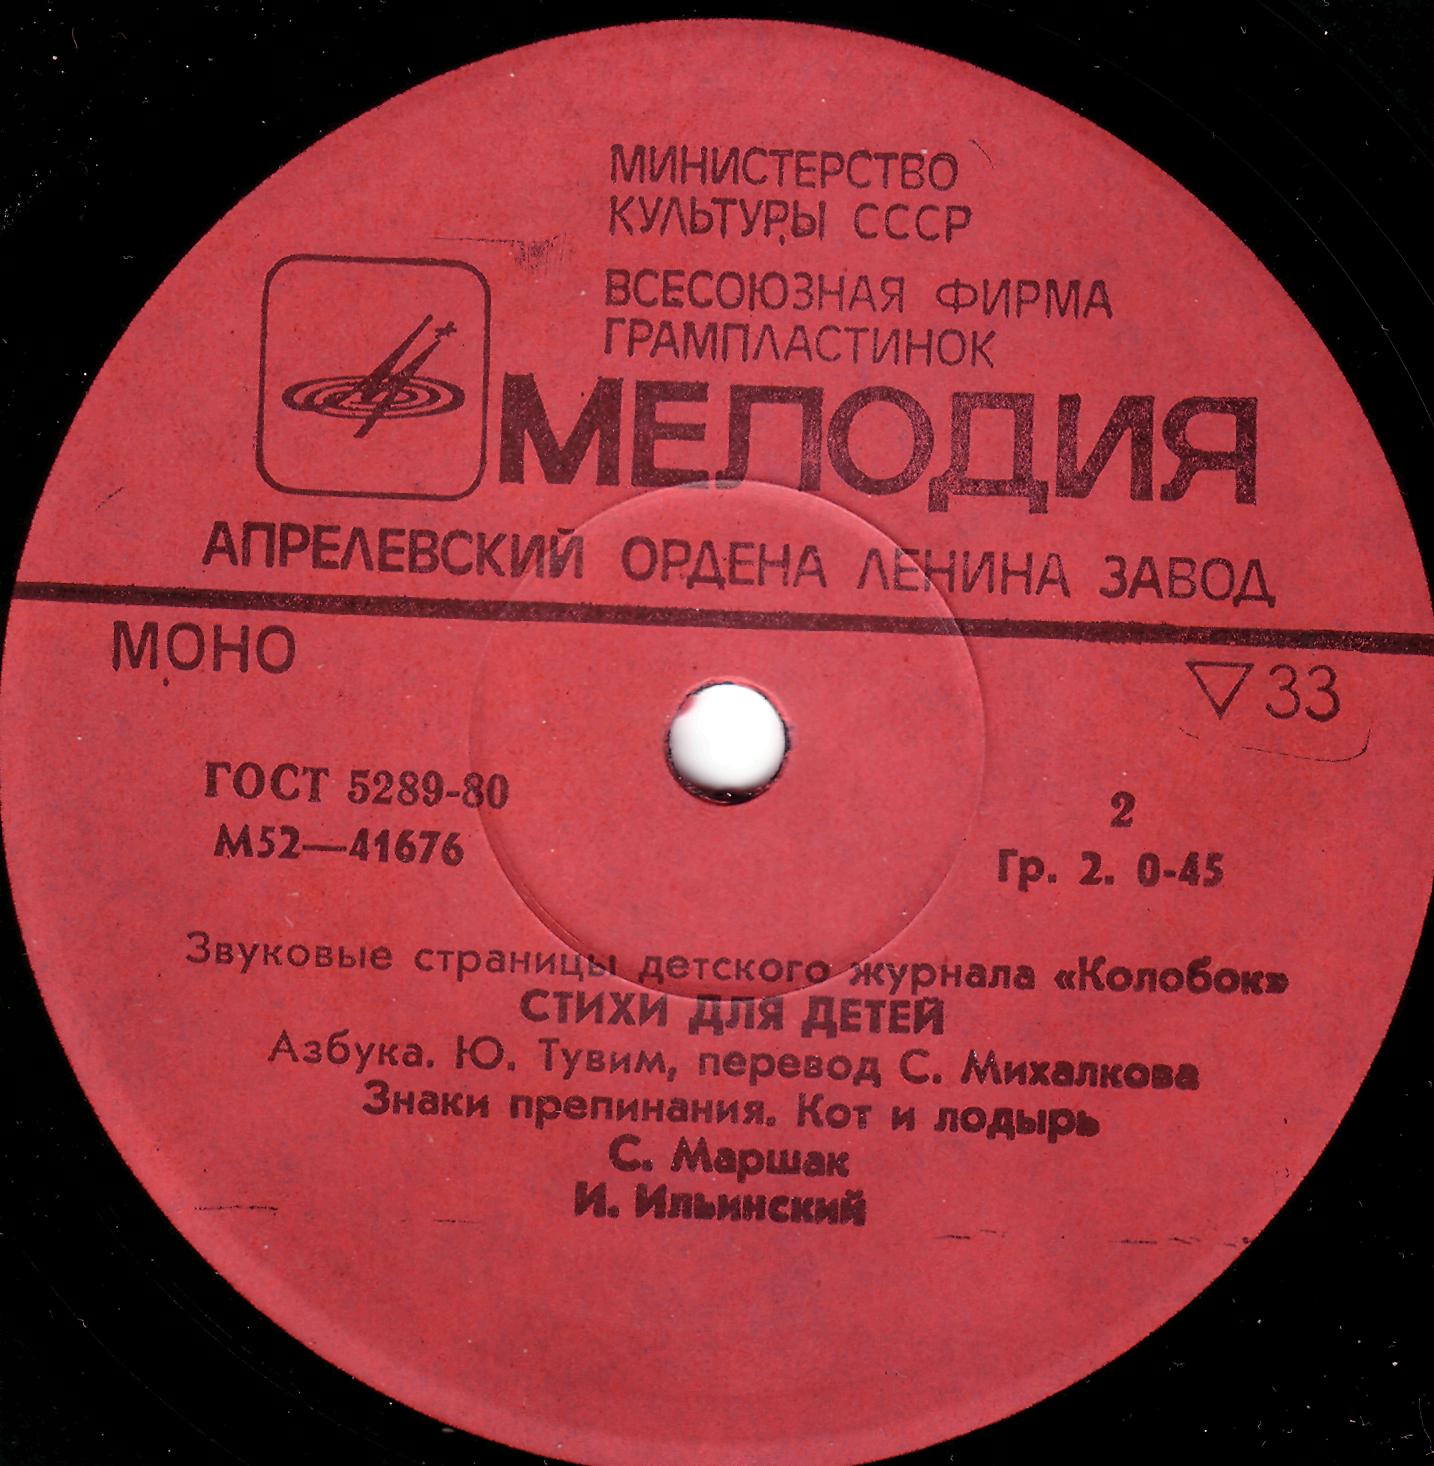 МИНИСТЕРСТВО
КУЛЬТУРЫ СССР
ВСЕСОЮЗНАЯ ФИРМА
ГРАМПЛАСТИНОК
МЕЛОДИЯ
АПРЕЛЕВСКИЙ ОРДЕНА ЛЕНИНА ЗАВОД
МОНО
▽33
ГОСТ 5289-80
М52—41676
2
Гр. 2. 0-45
Звуковые страницы детского журнала «Колобок»
СТИХИ ДЛЯ ДЕТЕЙ
Азбука. Ю. Тувим, перевод С. Михалкова
Знаки препинания. Кот и лодырь
С. Маршак
И. Ильинский